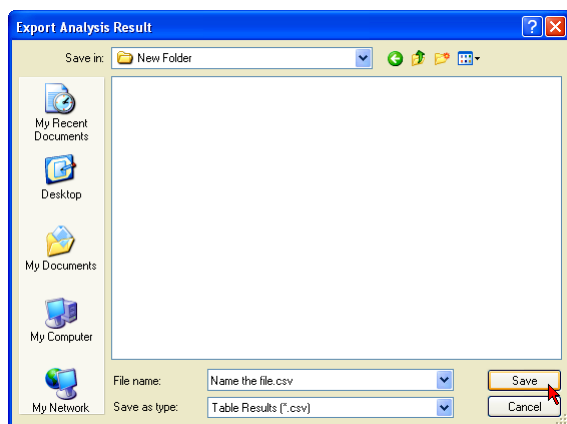 Export Analysis Result
Save in: New Folder
My Recent
Documents
Desktop
My Documents
My Computer
My Network
File name: Name the file.csv Save
Save as type: Table Results (*.csv) Cancel